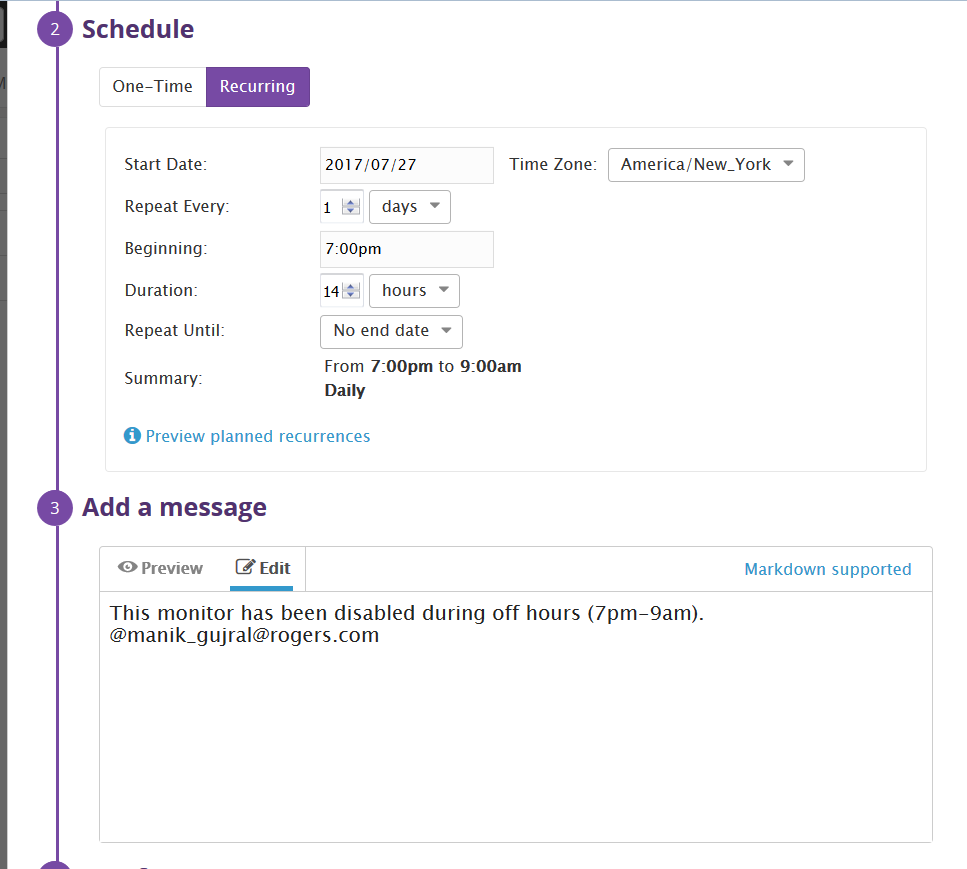 2 Schedule
One-Time Recurring
Start Date: 2017/07/27 Time Zone: America/New_York
Repeat Every: 1 days
Beginning: 7:00pm
Duration: 14 hours
Repeat Until: No end date
Summary: From 7:00pm to 9:00am
Daily
Preview planned recurrences
3 Add a message
Preview Edit Markdown supported
This monitor has been disabled during off hours (7pm-9am).
@manik_gujral@rogers.com